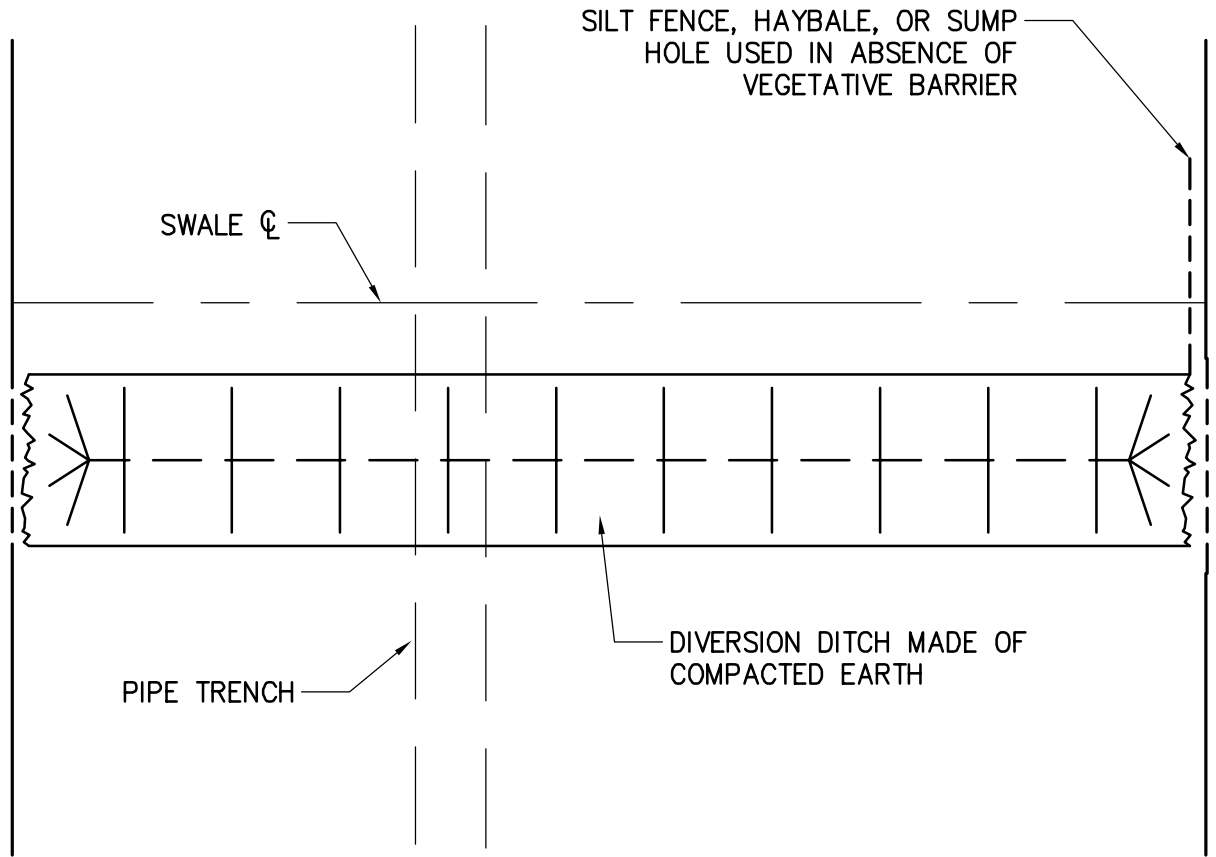 SILT FENCE, HAYBALE, OR SUMP
HOLE USED IN ABSENCE OF
VEGETATIVE BARRIER
SWALE ℄
DIVERSION DITCH MADE OF
COMPACTED EARTH
PIPE TRENCH